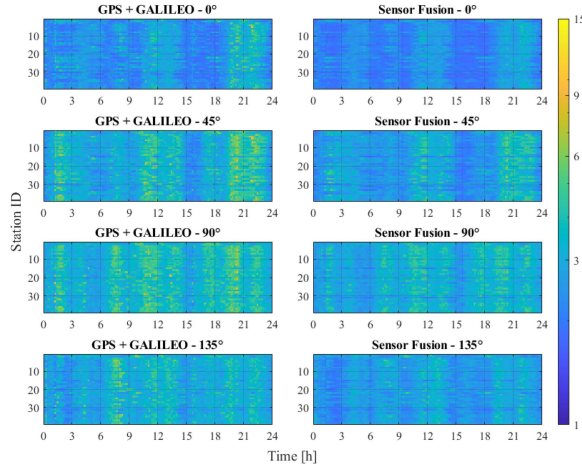 GPS + GALILEO - 0°
Sensor Fusion - 0°
10
20
30
0 3 6 9 12 15 18 21 24
0 3 6 9 12 15 18 21 24
GPS + GALILEO - 45°
Sensor Fusion - 45°
10
20
30
10
20
30
0 3 6 9 12 15 18 21 24
0 3 6 9 12 15 18 21 24
GPS + GALILEO - 90°
Sensor Fusion - 90°
10
20
30
10
20
30
0 3 6 9 12 15 18 21 24
0 3 6 9 12 15 18 21 24
GPS + GALILEO - 135°
Sensor Fusion - 135°
10
20
30
10
20
30
0 3 6 9 12 15 18 21 24
0 3 6 9 12 15 18 21 24
10
20
30
Station ID
Time [h]
15
9
6
3
1